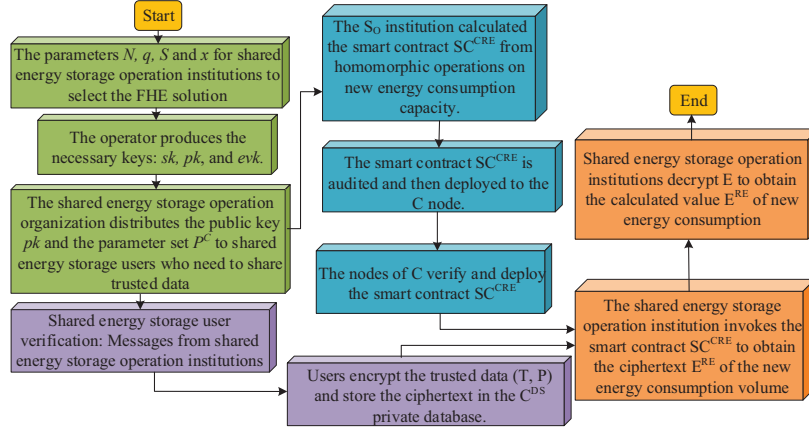 Start
The parameters N, q, S and x for shared
energy storage operation institutions to
select the FHE solution
The operator produces the
necessary keys: sk, pk, and evk.
The shared energy storage operation
organization distributes the public key
pk and the parameter set P^C to shared
energy storage users who need to share
trusted data
Shared energy storage user
verification: Messages from shared
energy storage operation institutions
Users encrypt the trusted data (T, P)
and store the ciphertext in the C^DS
private database.
The S_O institution calculated
the smart contract SC^CRE from
homomorphic operations on
new energy consumption
capacity.
The smart contract SC^CRE is
audited and then deployed to the
C node.
The nodes of C verify and deploy
the smart contract SC^CRE
The shared energy storage
operation institution invokes the
smart contract SC^CRE to obtain
the ciphertext E^RE of the new
energy consumption volume
Shared energy storage operation
institutions decrypt E to obtain
the calculated value E^RE of new
energy consumption
End